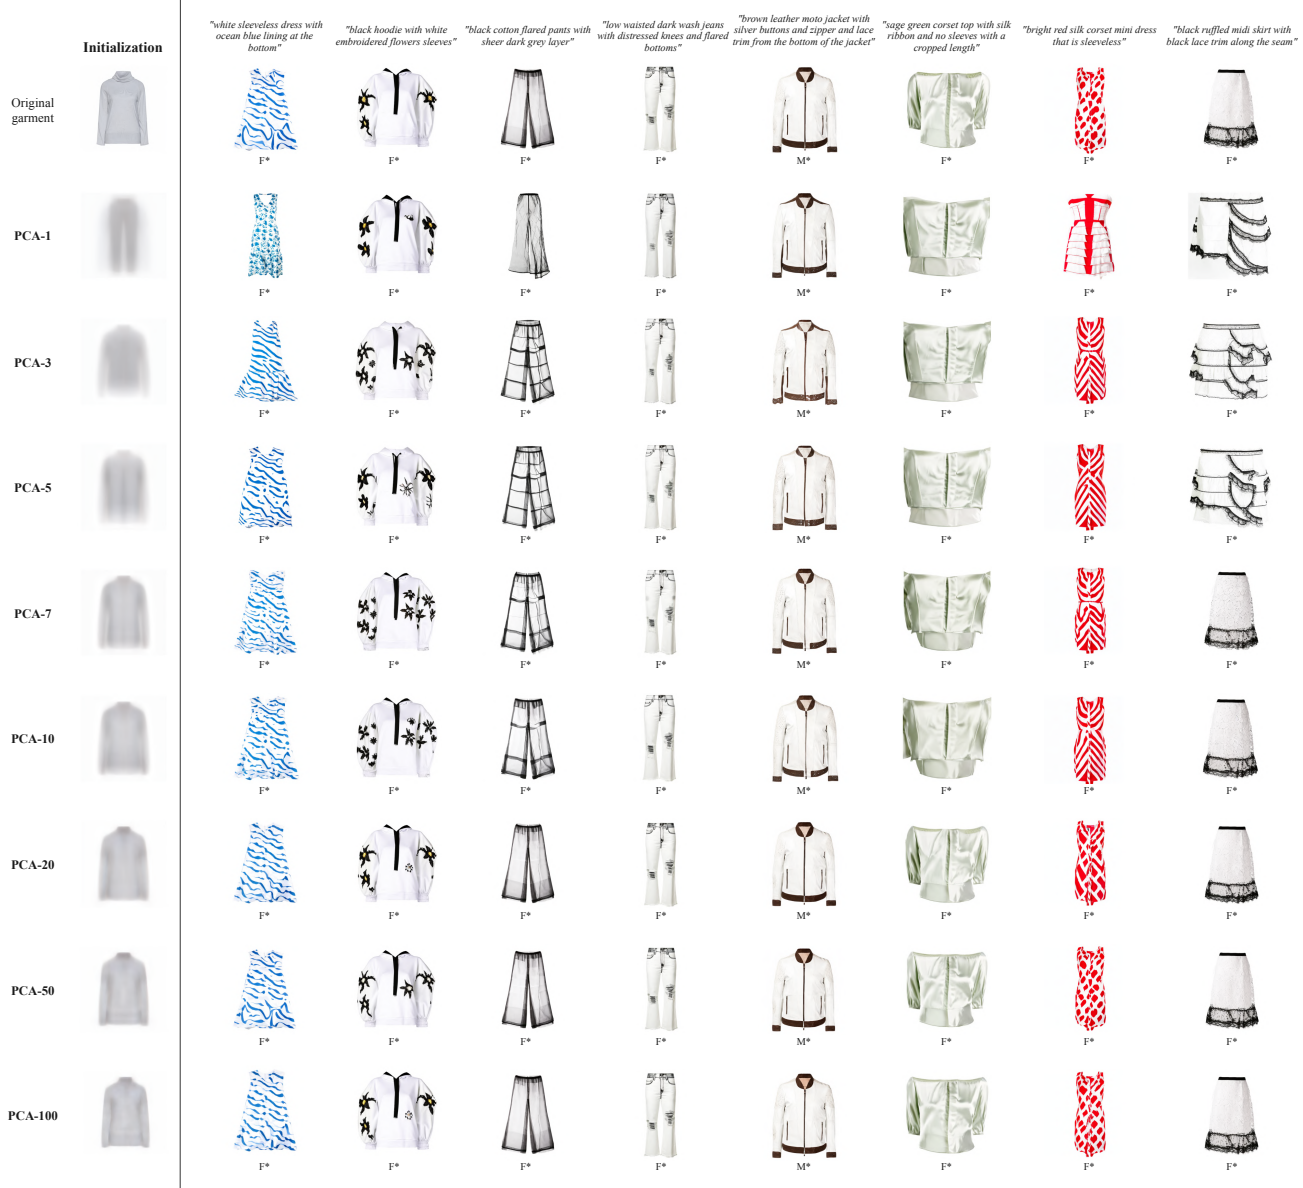 Initialization
"white sleeveless dress with
ocean blue lining at the
bottom"
"black hoodie with white
embroidered flowers sleeves"
"black cotton flared pants with
sheer dark grey layer"
"low waisted dark wash jeans
with distressed knees and flared
bottoms"
"brown leather moto jacket with
silver buttons and zipper and lace
trim from the bottom of the jacket"
"sage green corset top with silk
ribbon and no sleeves with a
cropped length"
"bright red silk corset mini dress
that is sleeveless"
"black ruffled midi skirt with
black lace trim along the seam"
Original
garment
F* F* F* F* M* F* F* F*
PCA-1
F* F* F* F* M* F* F* F*
PCA-3
F* F* F* F* M* F* F* F*
PCA-5
F* F* F* F* M* F* F* F*
PCA-7
F* F* F* F* M* F* F* F*
PCA-10
F* F* F* F* M* F* F* F*
PCA-20
F* F* F* F* M* F* F* F*
PCA-50
F* F* F* F* M* F* F* F*
PCA-100
F* F* F* F* M* F* F* F*